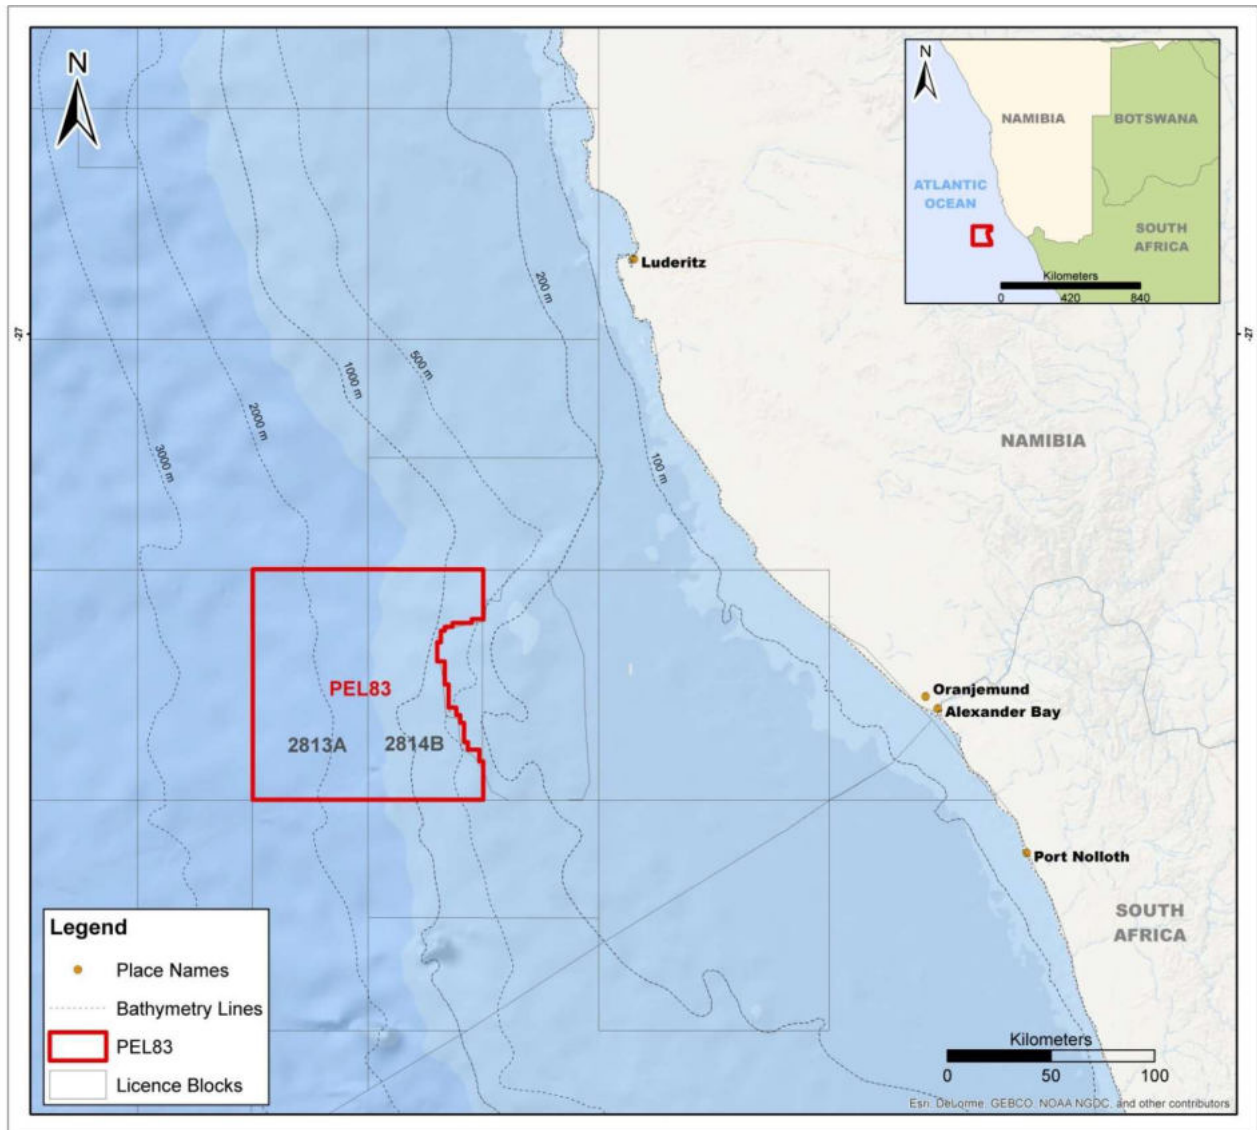 N
N
NAMIBIA
BOTSWANA
ATLANTIC
OCEAN
SOUTH
AFRICA
Kilometers
0 420 840
Luderitz
200 m
-27
-27
500 m
1000 m
2000 m
3000 m
100 m
NAMIBIA
PEL83
2813A
2814B
Oranjemund
Alexander Bay
Port Nolloth
SOUTH
AFRICA
Legend
Place Names
Bathymetry Lines
PEL83
Licence Blocks
Kilometers
0 50 100
Esri, DeLorme, GEBCO, NOAA NGDC, and other contributors